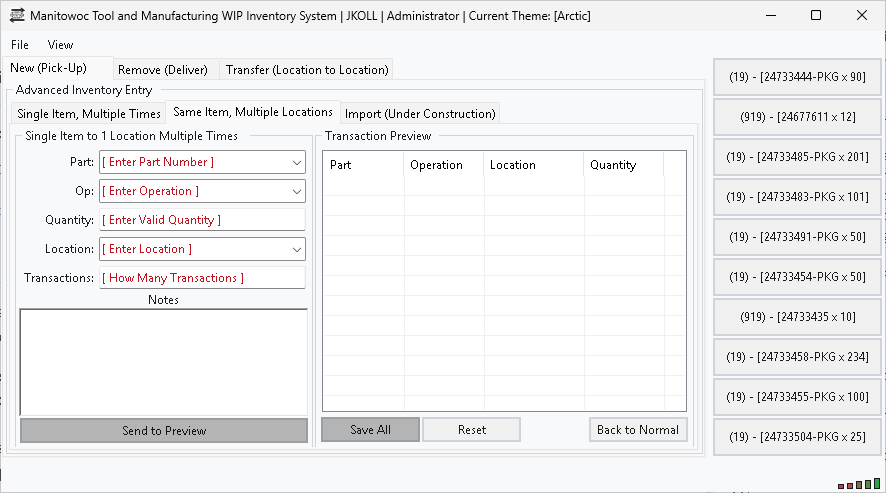 Manitowoc Tool and Manufacturing WIP Inventory System | JKOLL | Administrator | Current Theme: [Arctic]
File View
New (Pick-Up) Remove (Deliver) Transfer (Location to Location)
Advanced Inventory Entry
Single Item, Multiple Times Same Item, Multiple Locations Import (Under Construction)
Single Item to 1 Location Multiple Times
Part: [ Enter Part Number ]
Op: [ Enter Operation ]
Quantity: [ Enter Valid Quantity ]
Location: [ Enter Location ]
Transactions: [ How Many Transactions ]
Notes
Send to Preview
Transaction Preview
Part Operation Location Quantity
Save All Reset Back to Normal
(19) - [24733444-PKG x 90]
(919) - [24677611 x 12]
(19) - [24733485-PKG x 201]
(19) - [24733483-PKG x 101]
(19) - [24733491-PKG x 50]
(19) - [24733454-PKG x 50]
(919) - [24733435 x 10]
(19) - [24733458-PKG x 234]
(19) - [24733455-PKG x 100]
(19) - [24733504-PKG x 25]